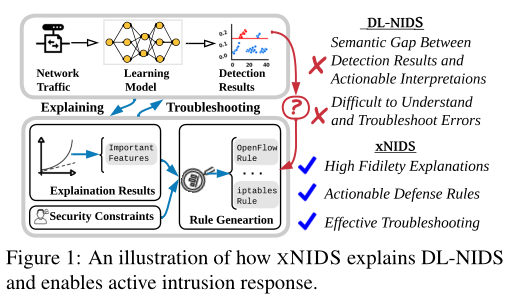 Network
Traffic
Learning
Model
0.2
0.1
0.0
0 20 40
Detection
Results
Explaining
Troubleshooting
Important
Features
Explaination Results
Security Constraints
OpenFlow
Rule
...
iptables
Rule
Rule Geneartion
?
DL-NIDS
Semantic Gap Between
Detection Results and
Actionable Interpretaions
Difficult to Understand
and Troubleshoot Errors
xNIDS
High Fidilety Explanations
Actionable Defense Rules
Effective Troubleshooting
Figure 1: An illustration of how xNIDS explains DL-NIDS
and enables active intrusion response.